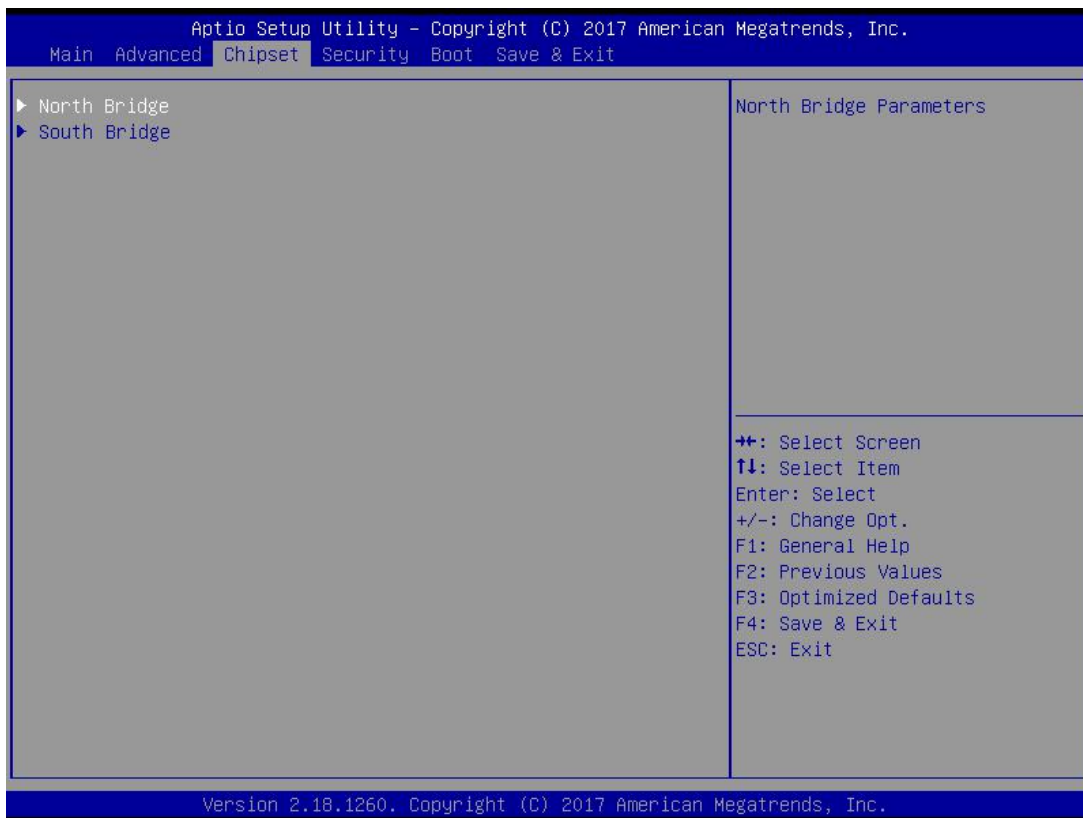 Aptio Setup Utility - Copyright (C) 2017 American Megatrends, Inc.
Main Advanced Chipset Security Boot Save & Exit
► North Bridge
► South Bridge
North Bridge Parameters
→←: Select Screen
↑↓: Select Item
Enter: Select
+/-: Change Opt.
F1: General Help
F2: Previous Values
F3: Optimized Defaults
F4: Save & Exit
ESC: Exit
Version 2.18.1260. Copyright (C) 2017 American Megatrends, Inc.